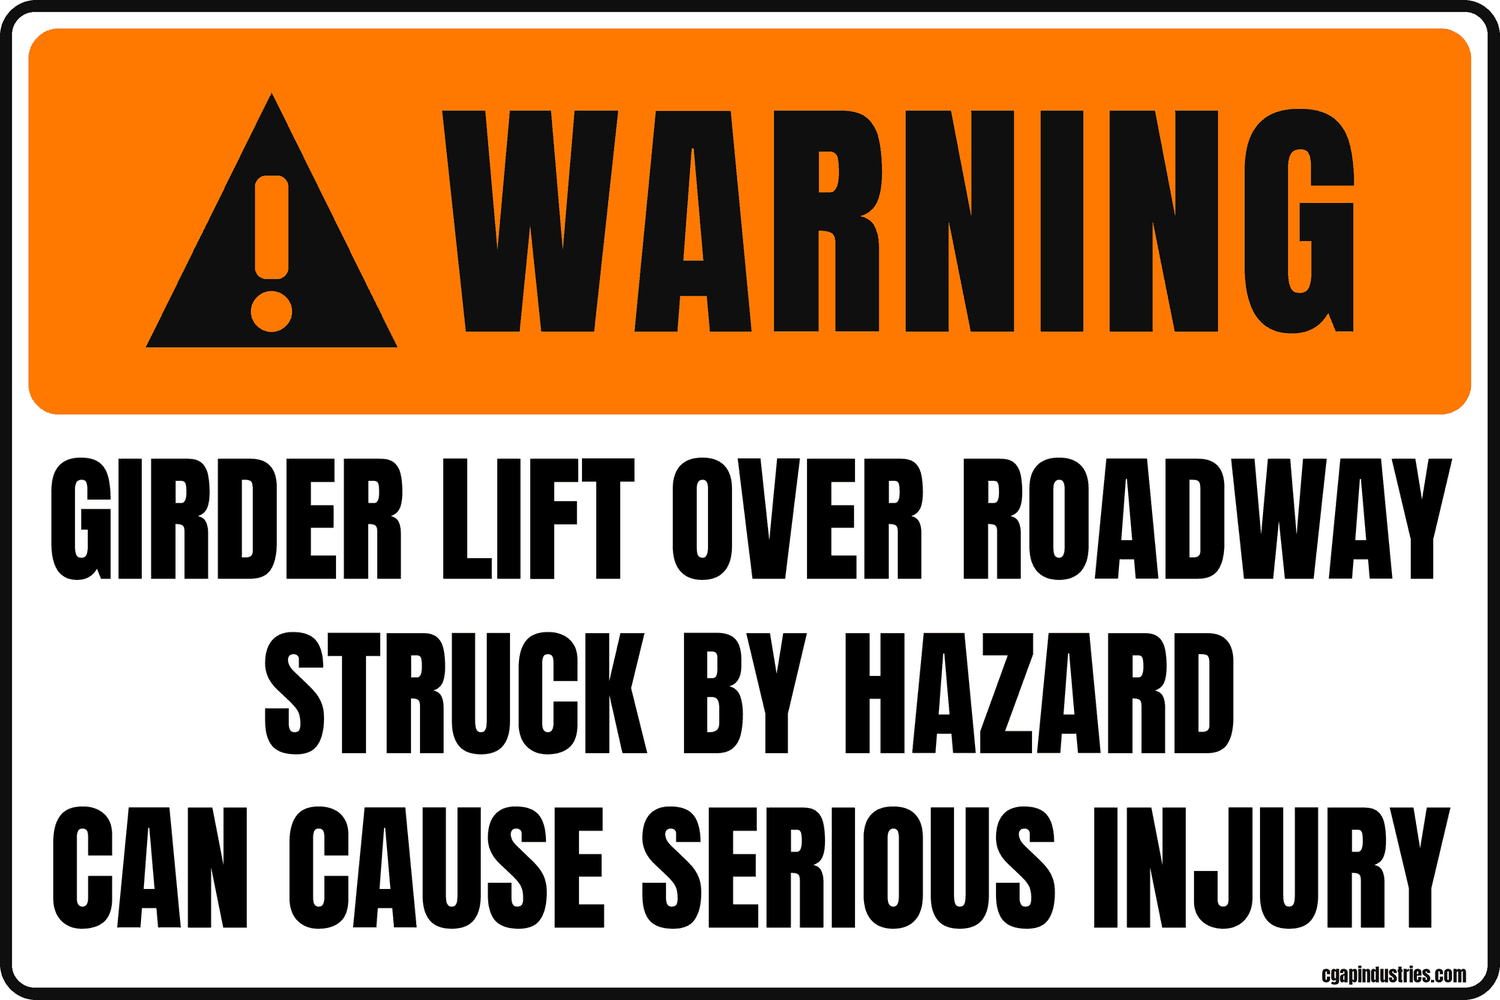 WARNING
GIRDER LIFT OVER ROADWAY
STRUCK BY HAZARD
CAN CAUSE SERIOUS INJURY
cgapindustries.com